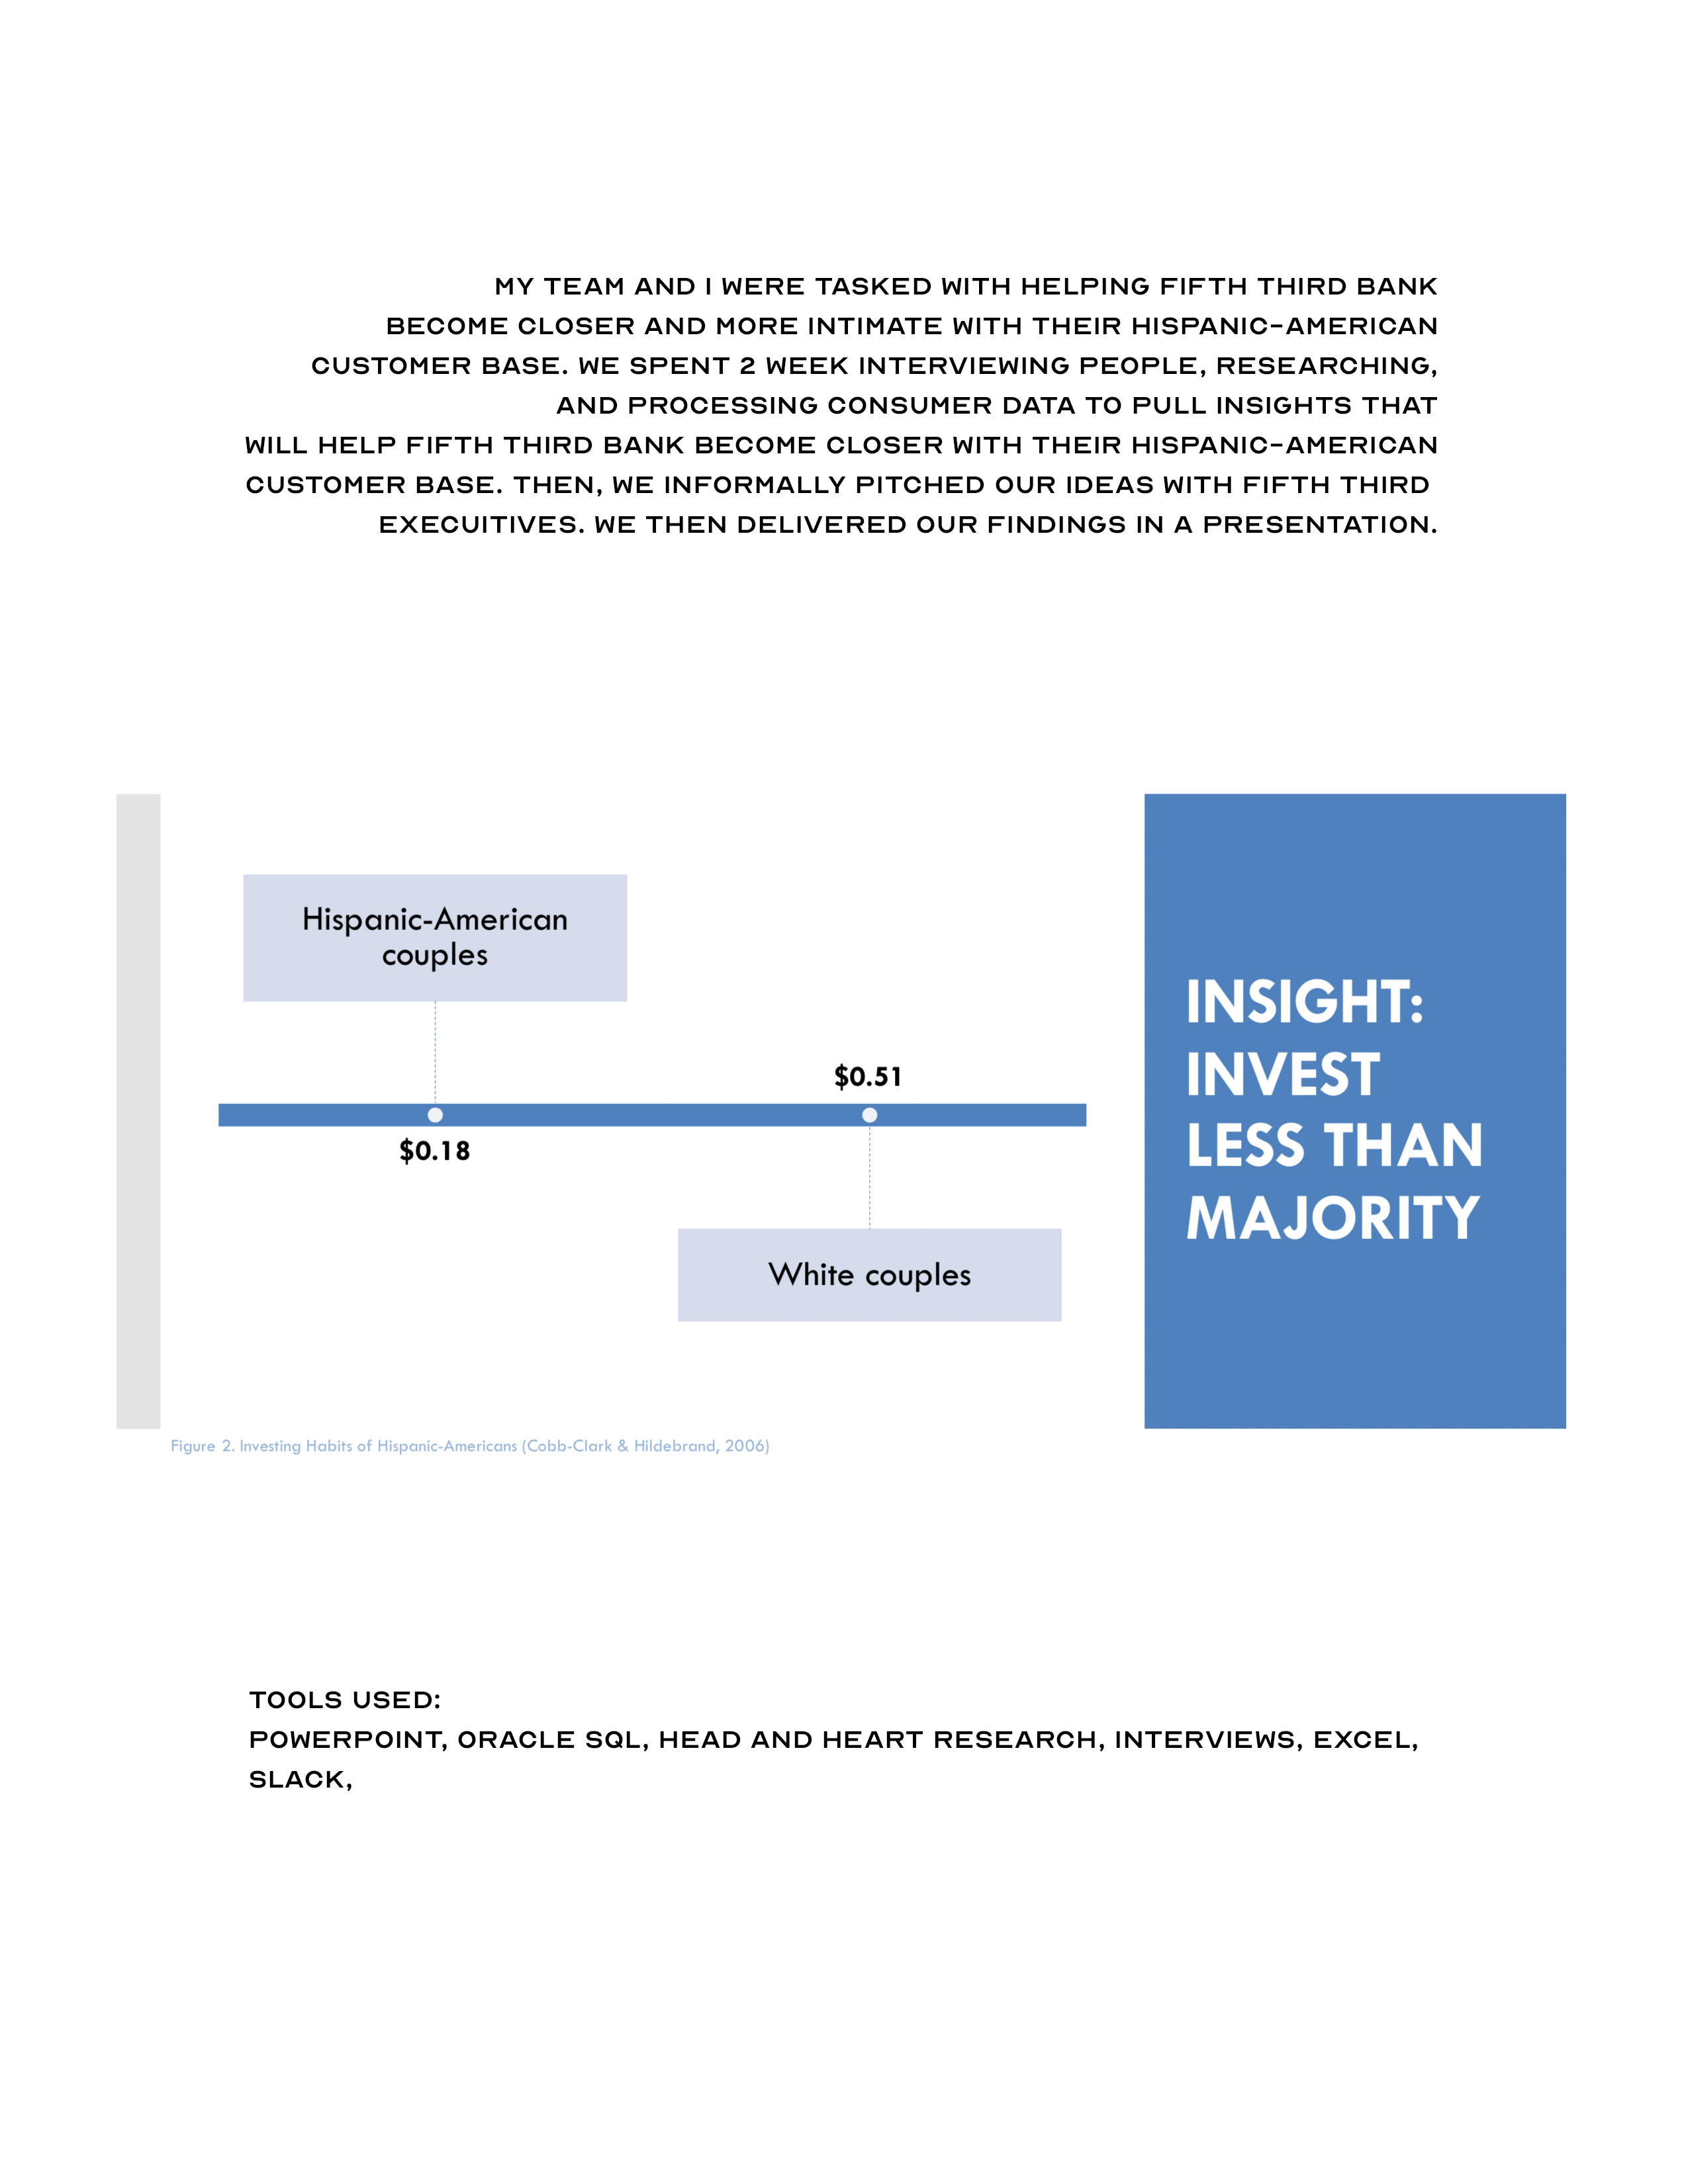 MY TEAM AND I WERE TASKED WITH HELPING FIFTH THIRD BANK
BECOME CLOSER AND MORE INTIMATE WITH THEIR HISPANIC-AMERICAN
CUSTOMER BASE. WE SPENT 2 WEEK INTERVIEWING PEOPLE, RESEARCHING,
AND PROCESSING CONSUMER DATA TO PULL INSIGHTS THAT
WILL HELP FIFTH THIRD BANK BECOME CLOSER WITH THEIR HISPANIC-AMERICAN
CUSTOMER BASE. THEN, WE INFORMALLY PITCHED OUR IDEAS WITH FIFTH THIRD
EXECUITIVES. WE THEN DELIVERED OUR FINDINGS IN A PRESENTATION.
Hispanic-American
couples
$0.18
$0.51
White couples
INSIGHT:
INVEST
LESS THAN
MAJORITY
Figure 2. Investing Habits of Hispanic-Americans (Cobb-Clark & Hildebrand, 2006)
TOOLS USED:
POWERPOINT, ORACLE SQL, HEAD AND HEART RESEARCH, INTERVIEWS, EXCEL,
SLACK,